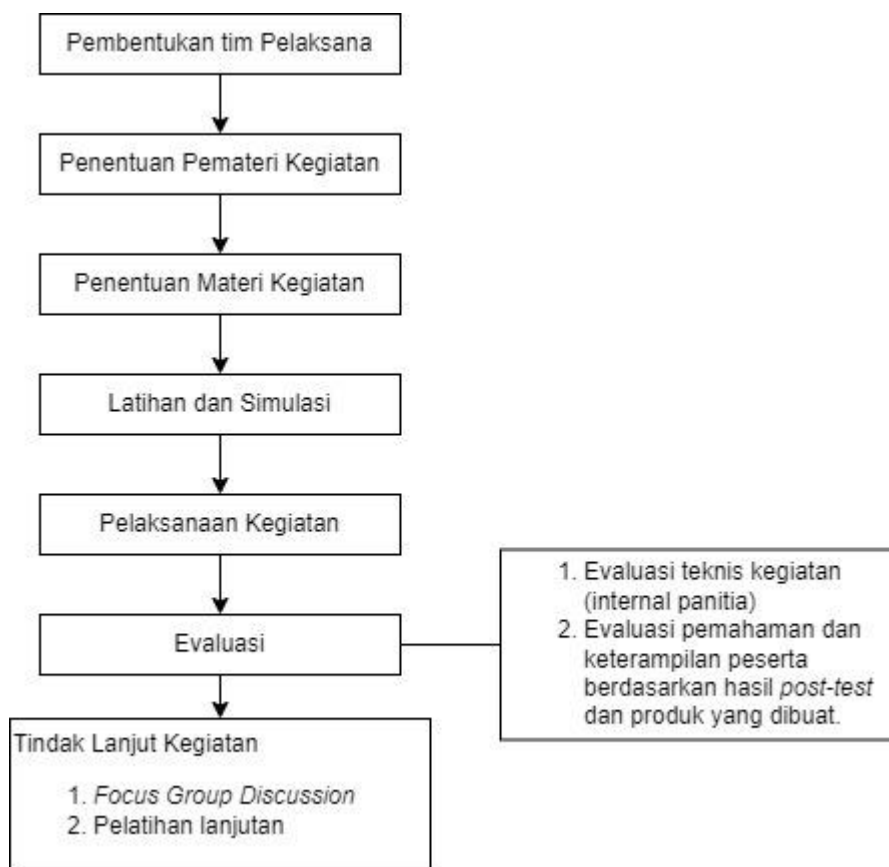 Pembentukan tim Pelaksana
Penentuan Pemateri Kegiatan
Penentuan Materi Kegiatan
Latihan dan Simulasi
Pelaksanaan Kegiatan
Evaluasi
1. Evaluasi teknis kegiatan
(internal panitia)
2. Evaluasi pemahaman dan
keterampilan peserta
berdasarkan hasil post-test
dan produk yang dibuat.
Tindak Lanjut Kegiatan
1. Focus Group Discussion
2. Pelatihan lanjutan